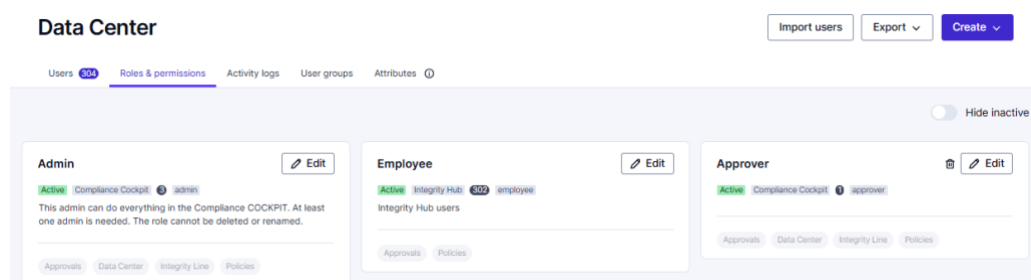 Data Center
Import users
Export
Create
Users 304
Roles & permissions
Activity logs
User groups
Attributes
Hide inactive
Admin
Edit
Active Compliance Cockpit 3 admin
This admin can do everything in the Compliance COCKPIT. At least
one admin is needed. The role cannot be deleted or renamed.
Approvals Data Center Integrity Line Policies
Employee
Edit
Active Integrity Hub 302 employee
Integrity Hub users
Approvals Policies
Approver
Edit
Active Compliance Cockpit 1 approver
Approvals Data Center Integrity Line Policies